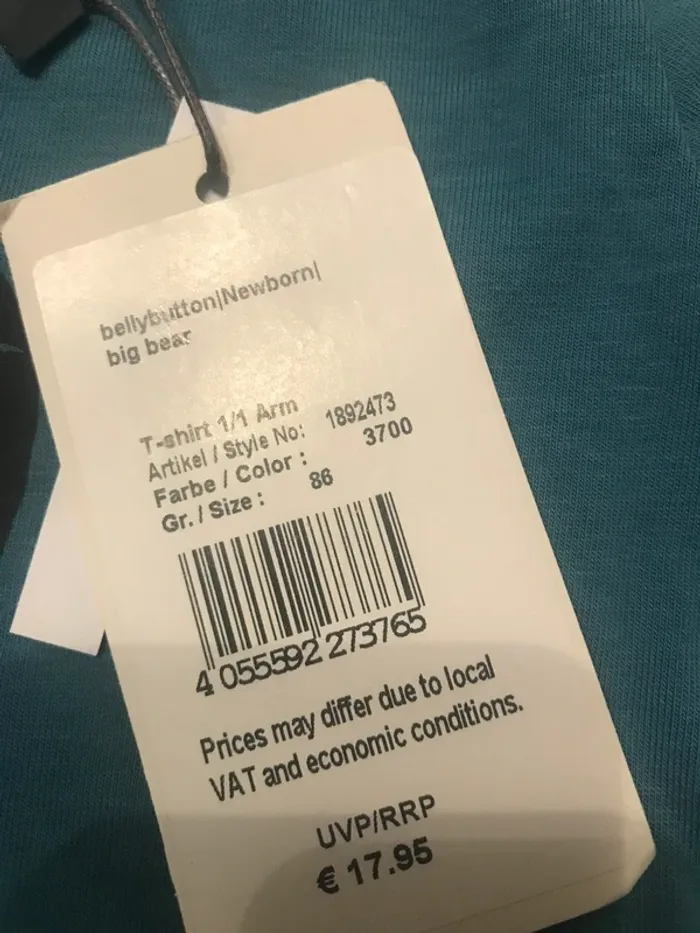 bellybutton|Newborn|
big bear
T-shirt 1/1 Arm
Artikel / Style No: 1892473
Farbe / Color : 3700
Gr. / Size : 86
4 055592 273765
Prices may differ due to local
VAT and economic conditions.
UVP/RRP
€ 17.95